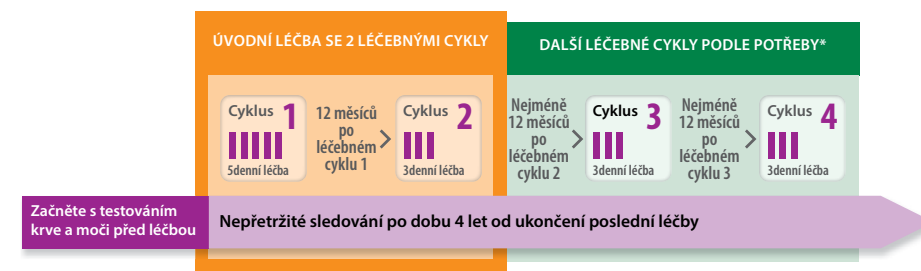 ÚVODNÍ LÉČBA SE 2 LÉČEBNÝMI CYKLY
DALŠÍ LÉČEBNÉ CYKLY PODLE POTŘEBY*
Cyklus 1
5denní léčba
12 měsíců
po
léčebném
cyklu 1
Cyklus 2
3denní léčba
Nejméně
12 měsíců
po
léčebném
cyklu 2
Cyklus 3
3denní léčba
Nejméně
12 měsíců
po
léčebném
cyklu 3
Cyklus 4
3denní léčba
Začněte s testováním
krve a moči před léčbou
Nepřetržité sledování po dobu 4 let od ukončení poslední léčby